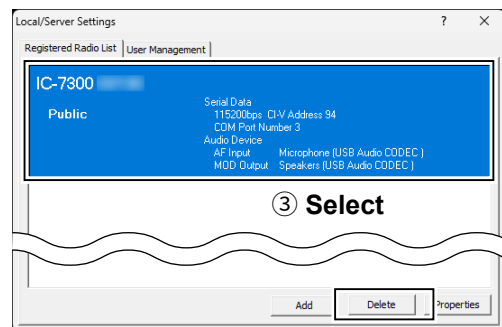 Local/Server Settings ? ×
Registered Radio List User Management
IC-7300
Public
Serial Data
115200bps CI-V Address 94
COM Port Number 3
Audio Device
AF Input Microphone (USB Audio CODEC )
MOD Output Speakers (USB Audio CODEC )
③ Select
Add Delete Properties